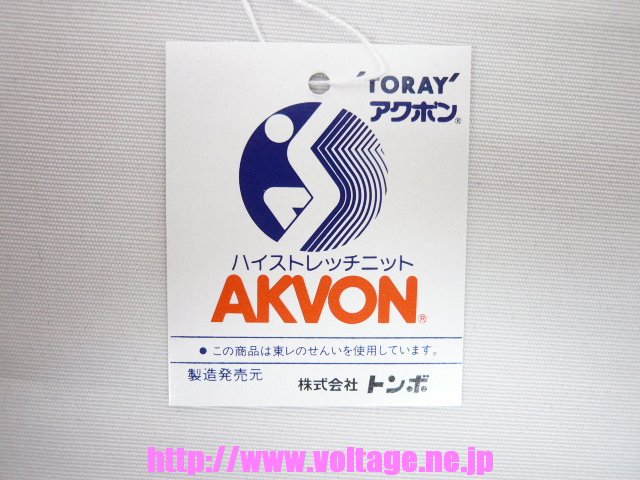 'TORAY'
アクボン®
ハイストレッチニット
AKVON®
● この商品は東レのせんいを使用しています。
製造発売元
株式会社 トンボ
http://www.voltage.ne.jp